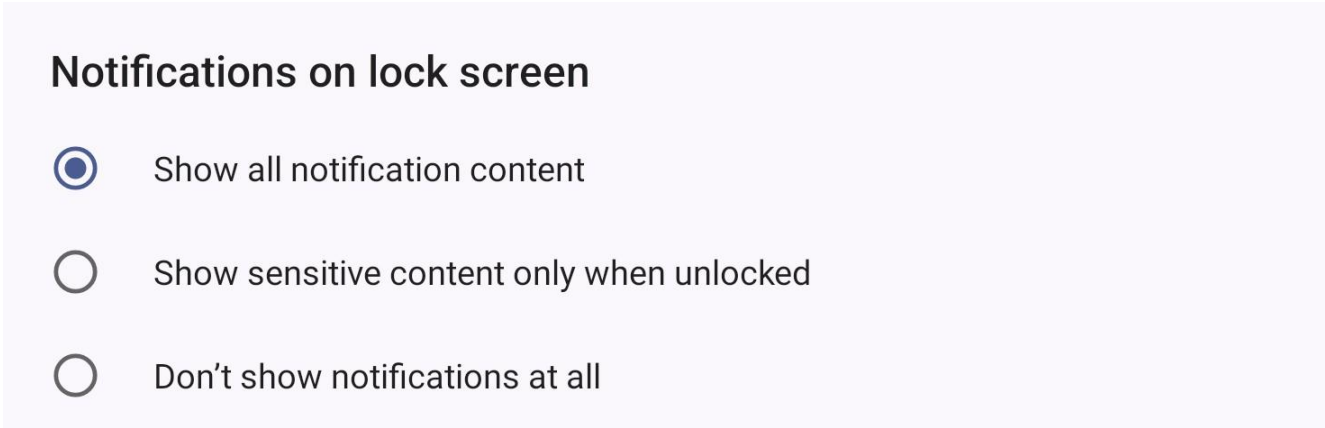 Notifications on lock screen
Show all notification content
Show sensitive content only when unlocked
Don’t show notifications at all